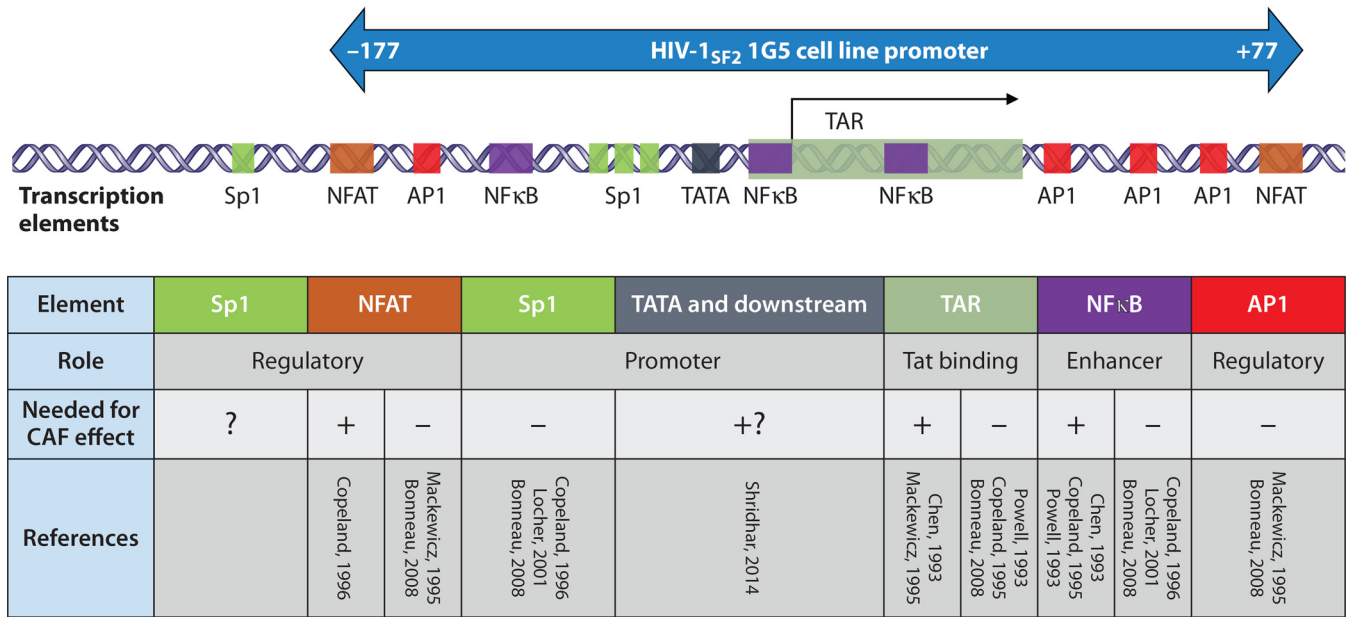 –177 HIV-1SF2 1G5 cell line promoter +77
TAR
Transcription
elements
Sp1 NFAT AP1 NFκB Sp1 TATA NFκB NFκB AP1 AP1 AP1 NFAT
Element Sp1 NFAT Sp1 TATA and downstream TAR NFκB AP1
Role Regulatory Promoter Tat binding Enhancer Regulatory
Needed for
CAF effect
? + – – +? + – + – –
References
Copeland, 1996
Mackewicz, 1995
Bonneau, 2008
Copeland, 1996
Locher, 2001
Bonneau, 2008
Shridhar, 2014
Chen, 1993
Mackewicz, 1995
Powell, 1993
Copeland, 1995
Bonneau, 2008
Chen, 1993
Copeland, 1995
Powell, 1993
Copeland, 1996
Locher, 2001
Bonneau, 2008
Mackewicz, 1995
Bonneau, 2008